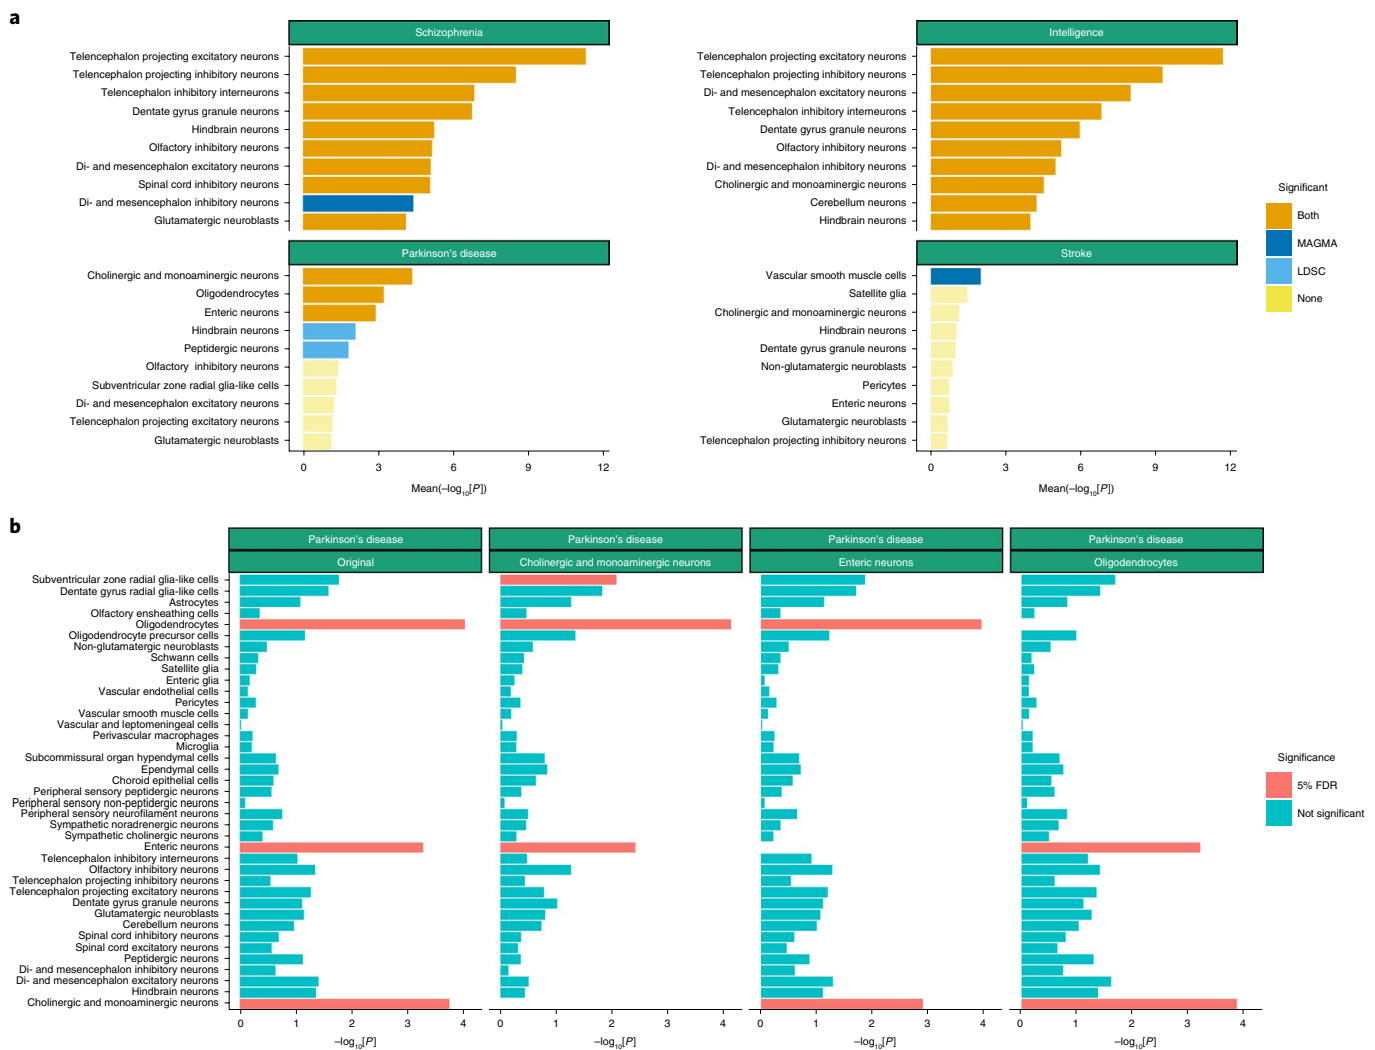 a
Schizophrenia
Telencephalon projecting excitatory neurons
Telencephalon projecting inhibitory neurons
Telencephalon inhibitory interneurons
Dentate gyrus granule neurons
Hindbrain neurons
Olfactory inhibitory neurons
Di- and mesencephalon excitatory neurons
Spinal cord inhibitory neurons
Di- and mesencephalon inhibitory neurons
Glutamatergic neuroblasts
Intelligence
Telencephalon projecting excitatory neurons
Telencephalon projecting inhibitory neurons
Di- and mesencephalon excitatory neurons
Telencephalon inhibitory interneurons
Dentate gyrus granule neurons
Olfactory inhibitory neurons
Di- and mesencephalon inhibitory neurons
Cholinergic and monoaminergic neurons
Cerebellum neurons
Hindbrain neurons
Parkinson's disease
Cholinergic and monoaminergic neurons
Oligodendrocytes
Enteric neurons
Hindbrain neurons
Peptidergic neurons
Olfactory inhibitory neurons
Subventricular zone radial glia-like cells
Di- and mesencephalon excitatory neurons
Telencephalon projecting excitatory neurons
Glutamatergic neuroblasts
0 3 6 9 12
Mean(–log10[P])
Stroke
Vascular smooth muscle cells
Satellite glia
Cholinergic and monoaminergic neurons
Hindbrain neurons
Dentate gyrus granule neurons
Non-glutamatergic neuroblasts
Pericytes
Enteric neurons
Glutamatergic neuroblasts
Telencephalon projecting inhibitory neurons
0 3 6 9 12
Mean(–log10[P])
Significant
Both
MAGMA
LDSC
None
b
Parkinson's disease Parkinson's disease Parkinson's disease Parkinson's disease
Original Cholinergic and monoaminergic neurons Enteric neurons Oligodendrocytes
Subventricular zone radial glia-like cells
Dentate gyrus radial glia-like cells
Astrocytes
Olfactory ensheathing cells
Oligodendrocytes
Oligodendrocyte precursor cells
Non-glutamatergic neuroblasts
Schwann cells
Satellite glia
Enteric glia
Vascular endothelial cells
Pericytes
Vascular smooth muscle cells
Vascular and leptomeningeal cells
Perivascular macrophages
Microglia
Subcommissural organ hypendymal cells
Ependymal cells
Choroid epithelial cells
Peripheral sensory peptidergic neurons
Peripheral sensory non-peptidergic neurons
Peripheral sensory neurofilament neurons
Sympathetic noradrenergic neurons
Sympathetic cholinergic neurons
Enteric neurons
Telencephalon inhibitory interneurons
Olfactory inhibitory neurons
Telencephalon projecting inhibitory neurons
Telencephalon projecting excitatory neurons
Dentate gyrus granule neurons
Glutamatergic neuroblasts
Cerebellum neurons
Spinal cord inhibitory neurons
Spinal cord excitatory neurons
Peptidergic neurons
Di- and mesencephalon inhibitory neurons
Di- and mesencephalon excitatory neurons
Hindbrain neurons
Cholinergic and monoaminergic neurons
0 1 2 3 4 0 1 2 3 4 0 1 2 3 4 0 1 2 3 4
–log10[P] –log10[P] –log10[P] –log10[P]
Significance
5% FDR
Not significant